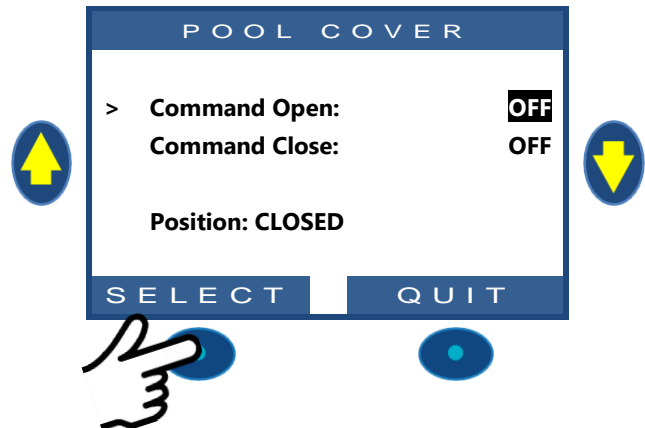 POOL COVER
> Command Open: OFF
Command Close: OFF
Position: CLOSED
SELECT QUIT